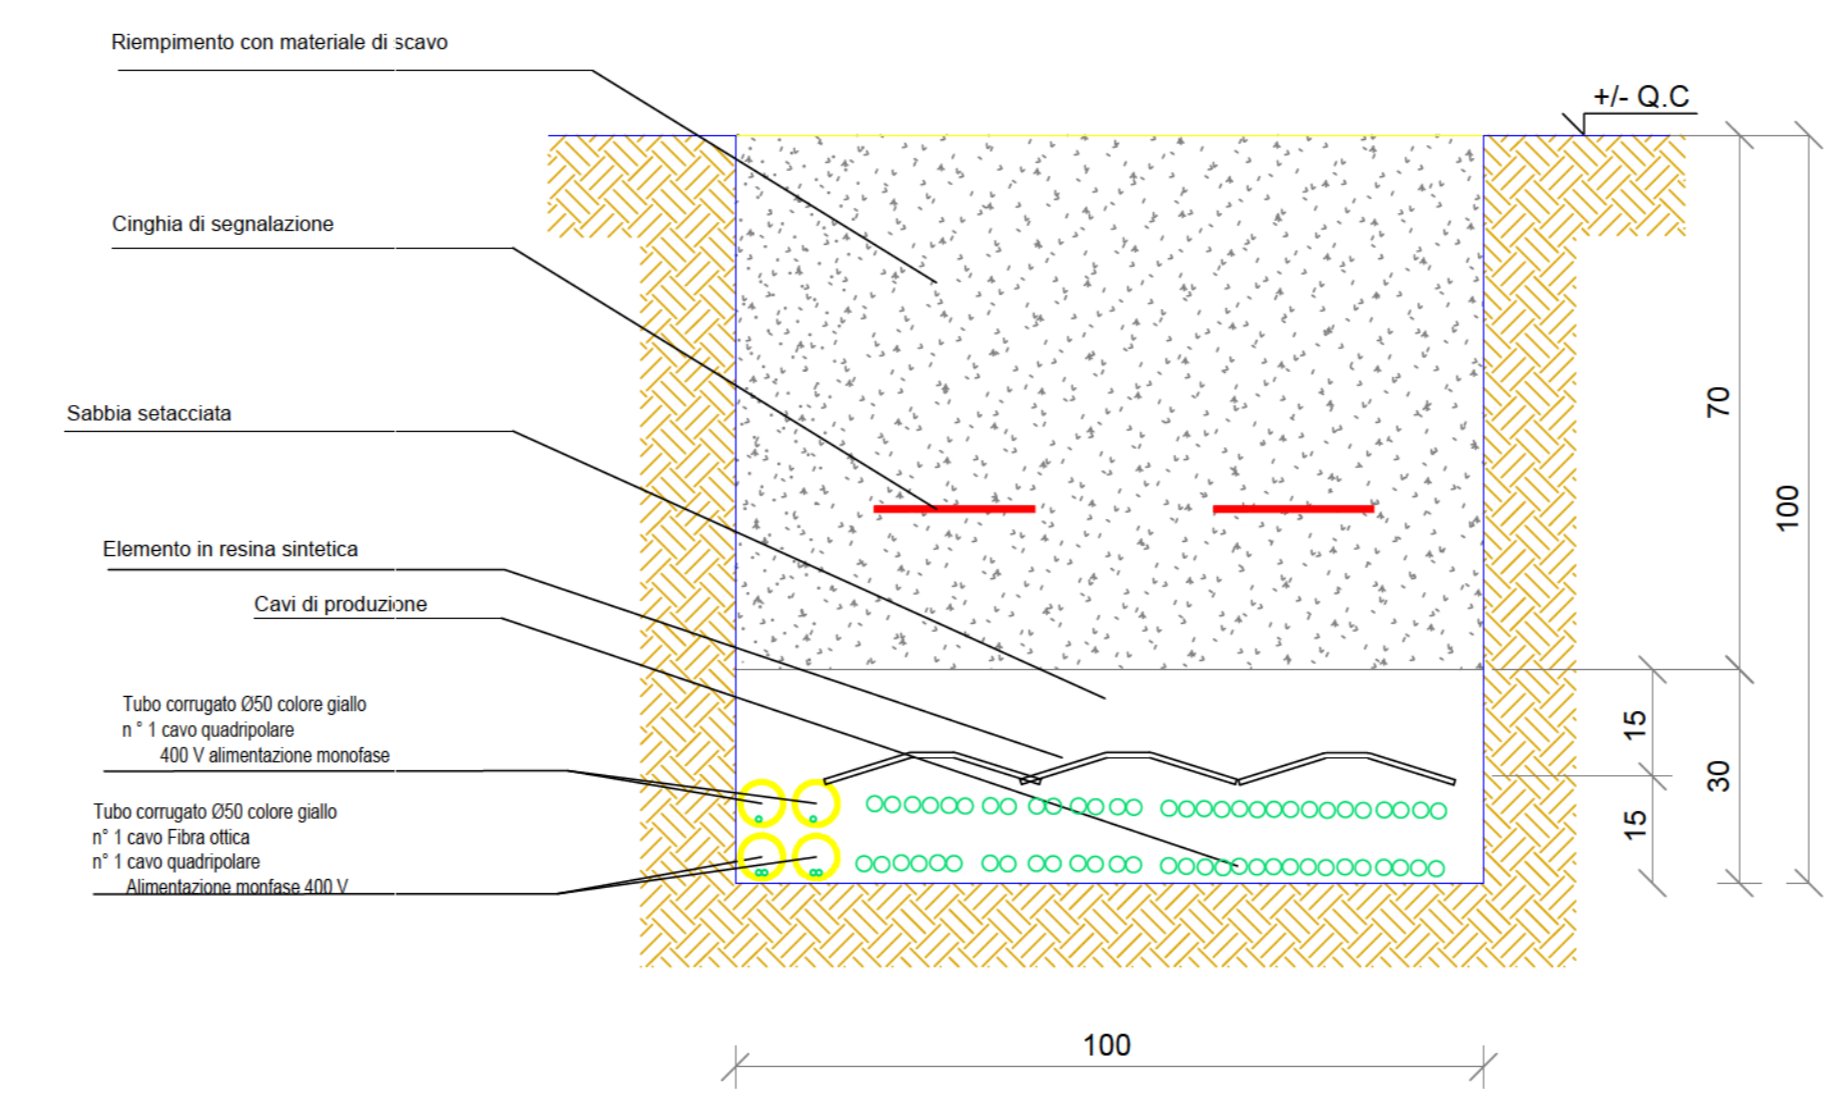 Riempimento con materiale di scavo
+/- Q.C
Cinghia di segnalazione
Sabbia setacciata
70
100
Elemento in resina sintetica
Cavi di produzione
Tubo corrugato Ø50 colore giallo
n ° 1 cavo quadripolare
400 V alimentazione monofase
15
30
15
Tubo corrugato Ø50 colore giallo
n° 1 cavo Fibra ottica
n° 1 cavo quadripolare
Alimentazione monfase 400 V
100